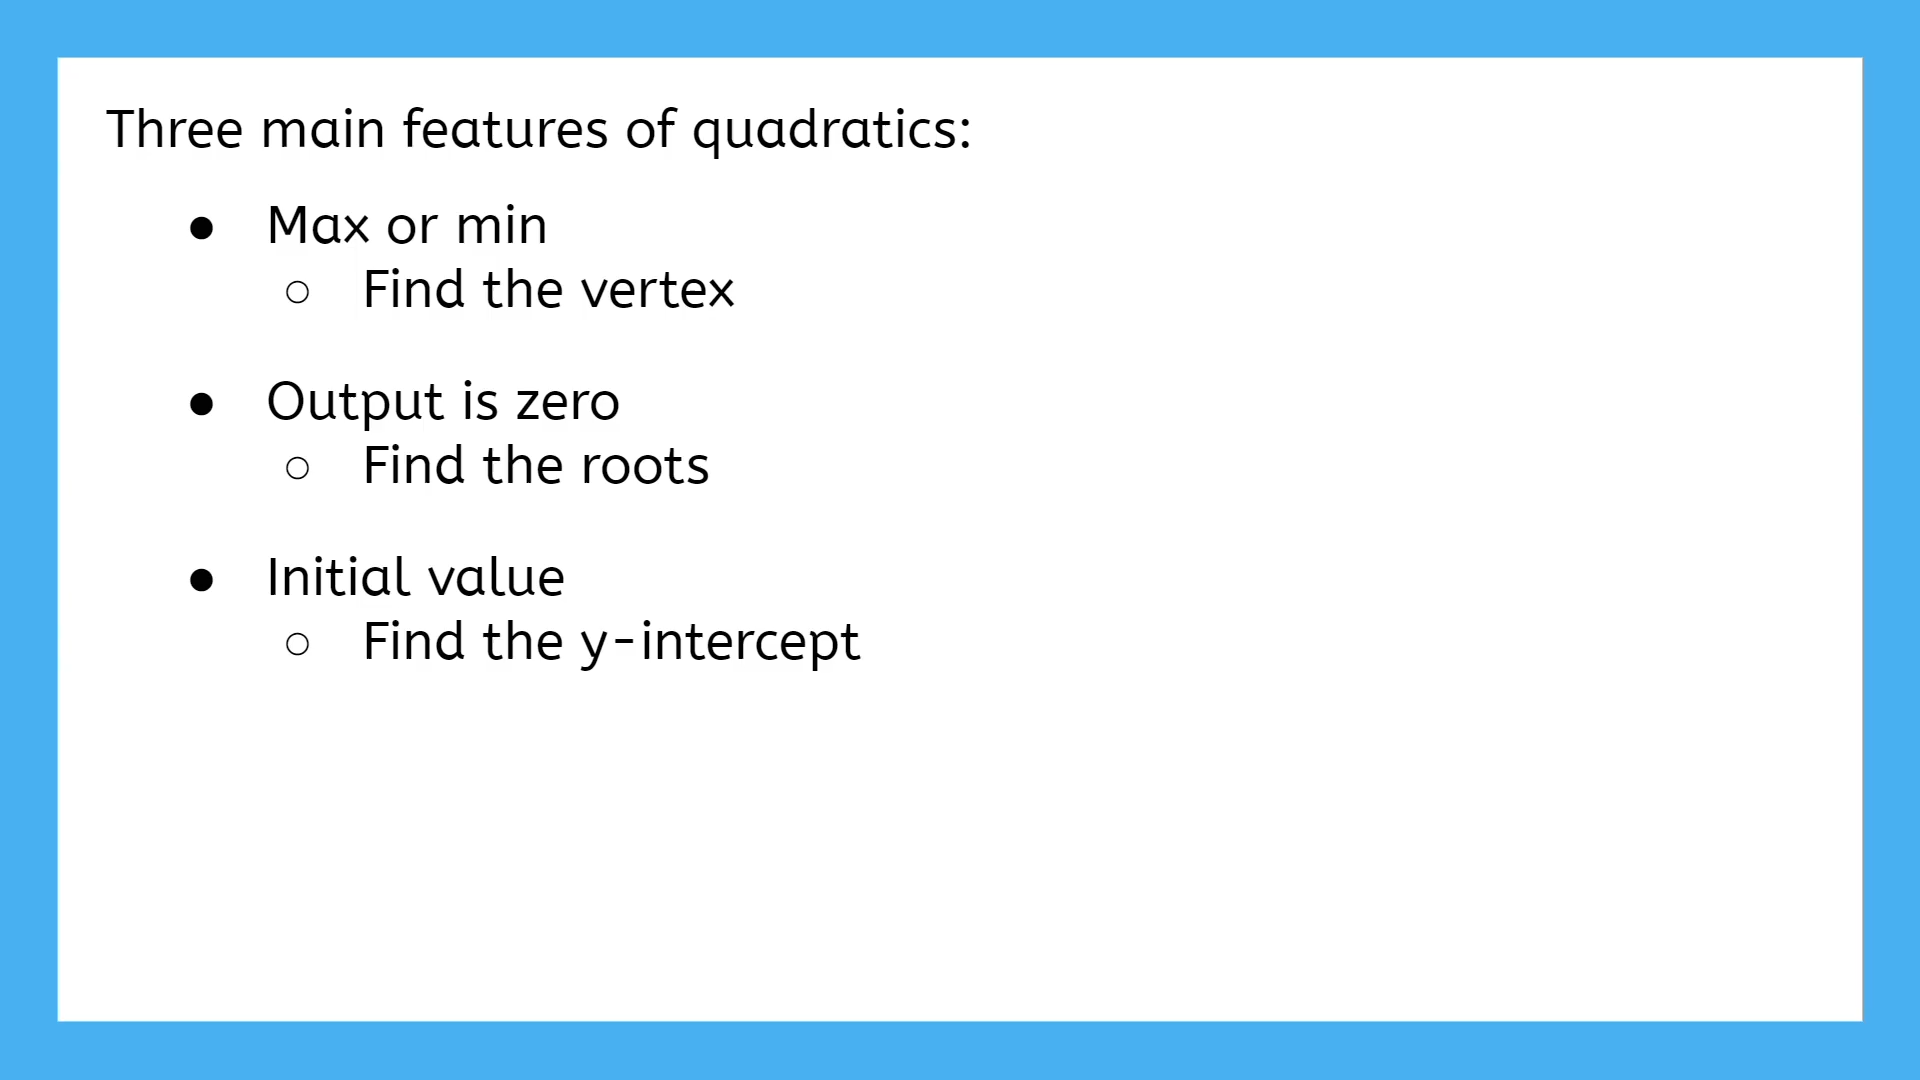 Three main features of quadratics:
● Max or min
○ Find the vertex
● Output is zero
○ Find the roots
● Initial value
○ Find the y-intercept